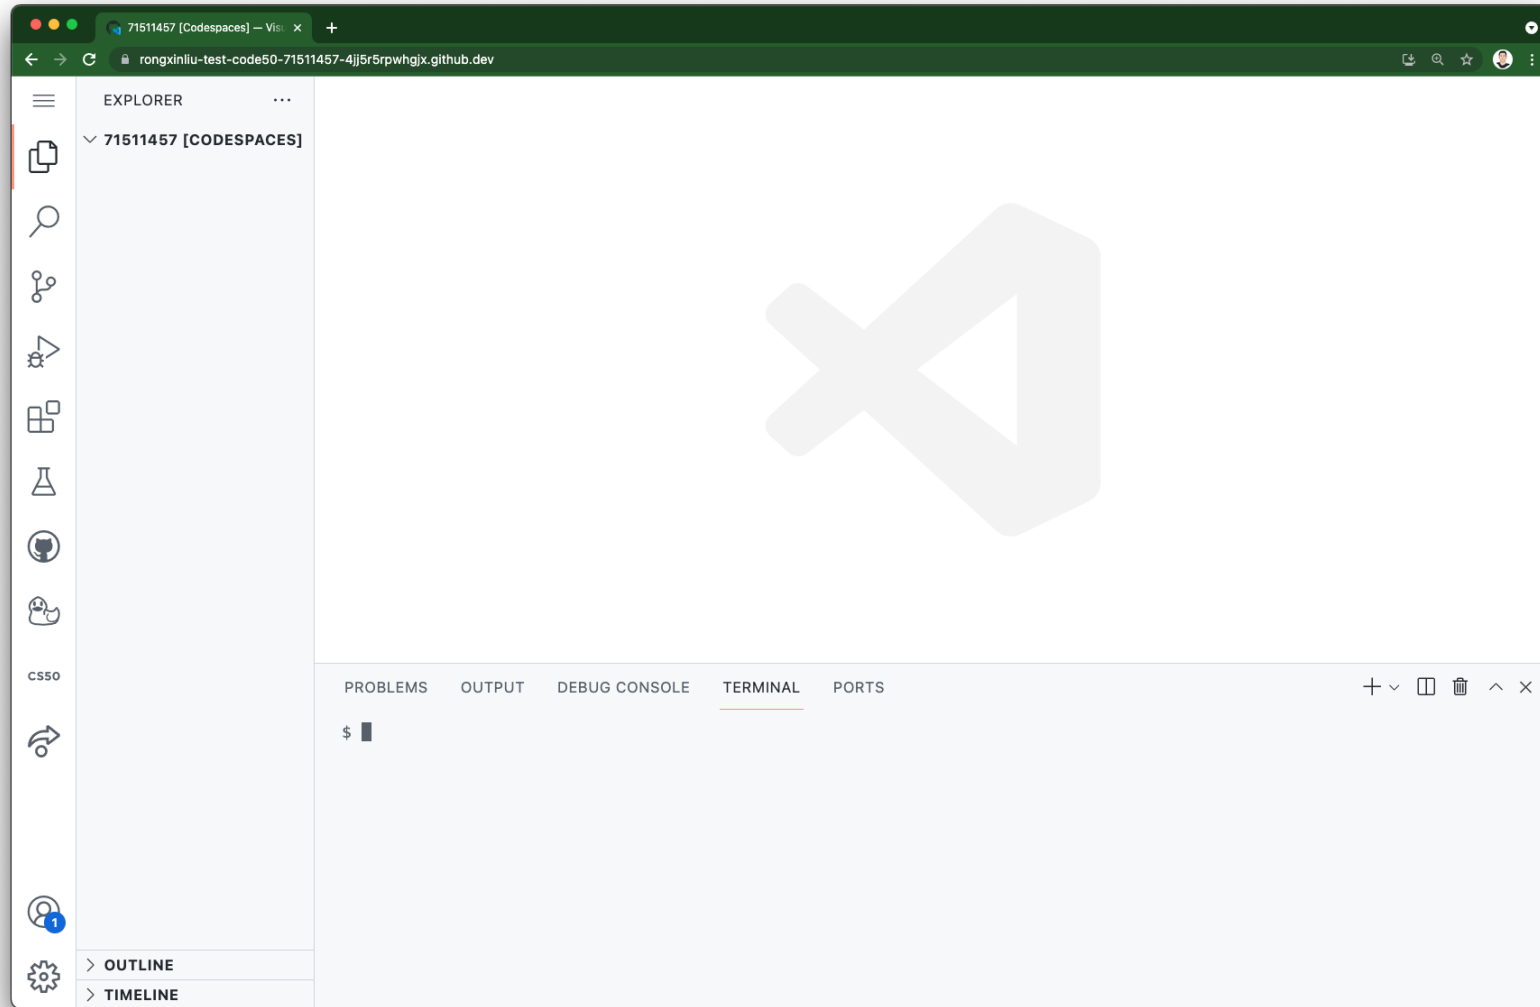 71511457 [Codespaces] — Visu
rongxinliu-test-code50-71511457-4jj5r5rpwhgjx.github.dev
EXPLORER
71511457 [CODESPACES]
CS50
1
OUTLINE
TIMELINE
PROBLEMS OUTPUT DEBUG CONSOLE TERMINAL PORTS
$